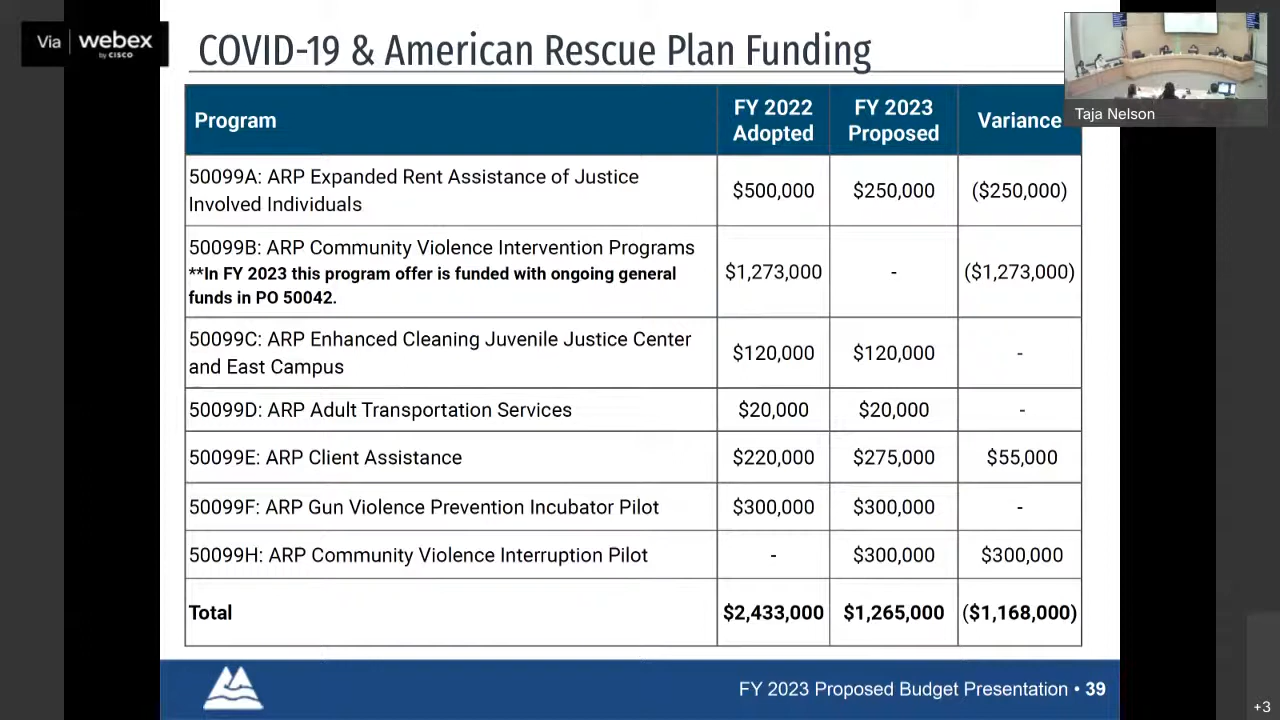 Via webex
by CISCO
COVID-19 & American Rescue Plan Funding
Taja Nelson
Program
FY 2022
Adopted
FY 2023
Proposed
Variance
50099A: ARP Expanded Rent Assistance of Justice
Involved Individuals
$500,000
$250,000
($250,000)
50099B: ARP Community Violence Intervention Programs
**In FY 2023 this program offer is funded with ongoing general
funds in PO 50042.
$1,273,000
-
($1,273,000)
50099C: ARP Enhanced Cleaning Juvenile Justice Center
and East Campus
$120,000
$120,000
-
50099D: ARP Adult Transportation Services
$20,000
$20,000
-
50099E: ARP Client Assistance
$220,000
$275,000
$55,000
50099F: ARP Gun Violence Prevention Incubator Pilot
$300,000
$300,000
-
50099H: ARP Community Violence Interruption Pilot
-
$300,000
$300,000
Total
$2,433,000
$1,265,000
($1,168,000)
FY 2023 Proposed Budget Presentation • 39
+3